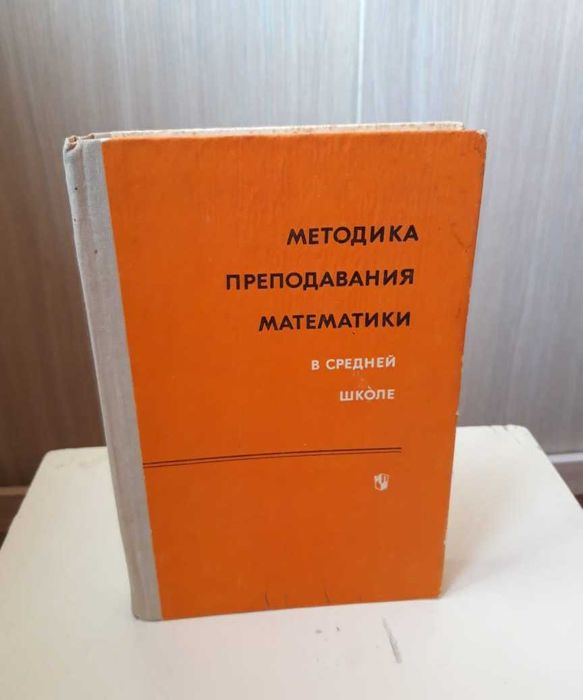 МЕТОДИКА
ПРЕПОДАВАНИЯ
МАТЕМАТИКИ
В СРЕДНЕЙ
ШКОЛЕ